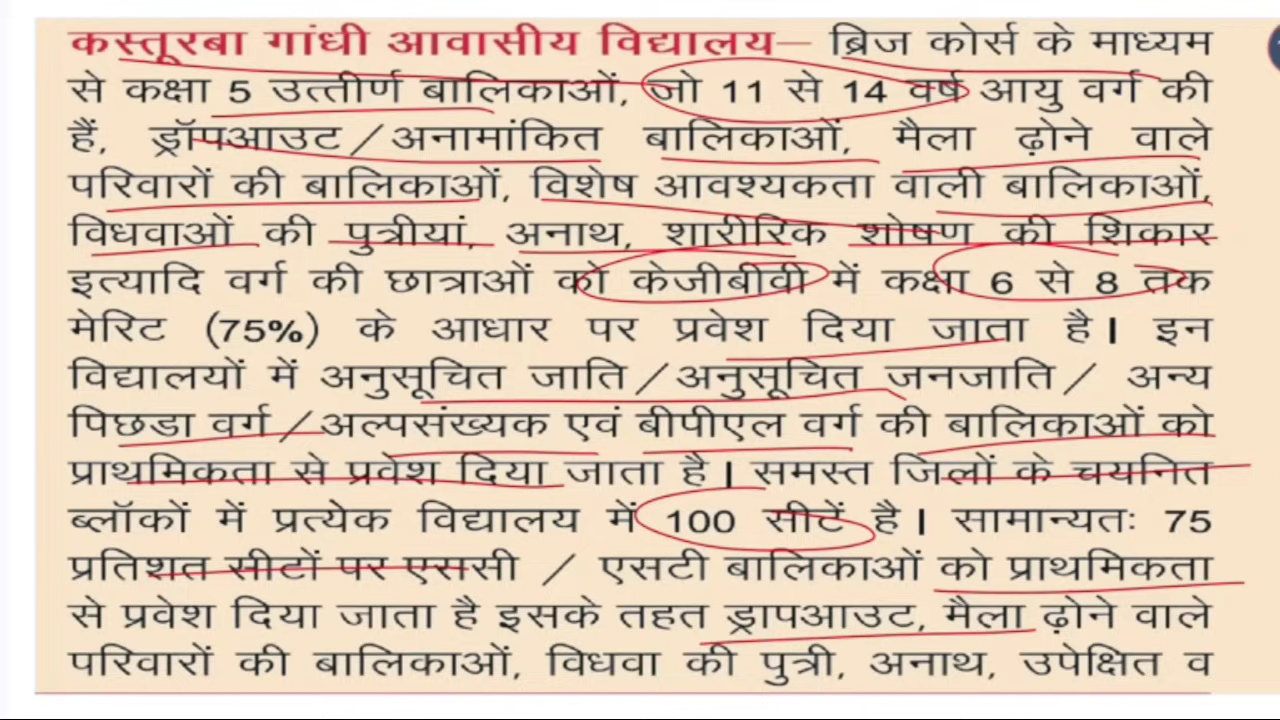 कस्तूरबा गांधी आवासीय विद्यालय– ब्रिज कोर्स के माध्यम
से कक्षा 5 उत्तीर्ण बालिकाओं, जो 11 से 14 वर्ष आयु वर्ग की
हैं, ड्रॉपआउट/अनामांकित बालिकाओं, मैला ढ़ोने वाले
परिवारों की बालिकाओं, विशेष आवश्यकता वाली बालिकाओं,
विधवाओं की पुत्रीयां, अनाथ, शारीरिक शोषण की शिकार
इत्यादि वर्ग की छात्राओं को केजीबीवी में कक्षा 6 से 8 तक
मेरिट (75%) के आधार पर प्रवेश दिया जाता है। इन
विद्यालयों में अनुसूचित जाति/अनुसूचित जनजाति/ अन्य
पिछडा वर्ग/अल्पसंख्यक एवं बीपीएल वर्ग की बालिकाओं को
प्राथमिकता से प्रवेश दिया जाता है। समस्त जिलों के चयनित
ब्लॉकों में प्रत्येक विद्यालय में 100 सीटें है। सामान्यतः 75
प्रतिशत सीटों पर एससी / एसटी बालिकाओं को प्राथमिकता
से प्रवेश दिया जाता है इसके तहत ड्रापआउट, मैला ढ़ोने वाले
परिवारों की बालिकाओं, विधवा की पुत्री, अनाथ, उपेक्षित व